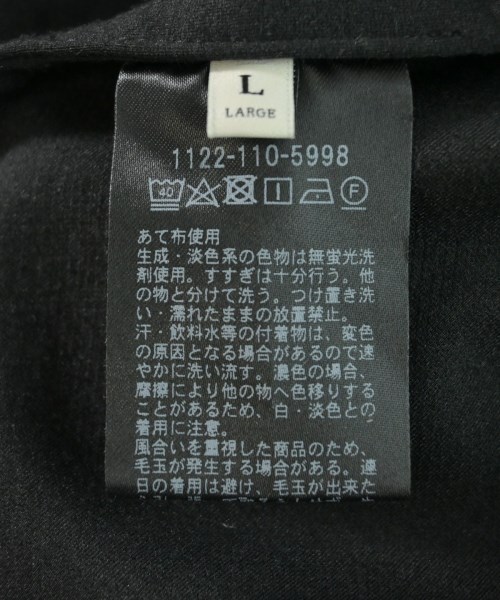 L
LARGE
1122-110-5998
40 F
あて布使用
生成・淡色系の色物は無蛍光洗
剤使用。すすぎは十分行う。他
の物と分けて洗う。つけ置き洗
い・濡れたままの放置禁止。
汗・飲料水等の付着物は、変色
の原因となる場合があるので速
やかに洗い流す。濃色の場合、
摩擦により他の物へ色移りする
ことがあるため、白・淡色との
着用に注意。
風合いを重視した商品のため、
毛玉が発生する場合がある。連
日の着用は避け、毛玉が出来た